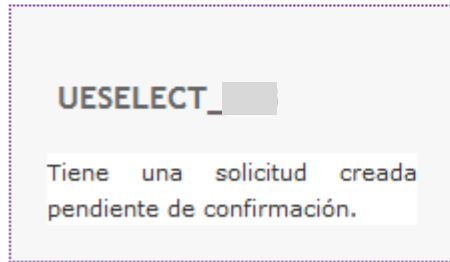 UESELECT_
Tiene una solicitud creada
pendiente de confirmación.